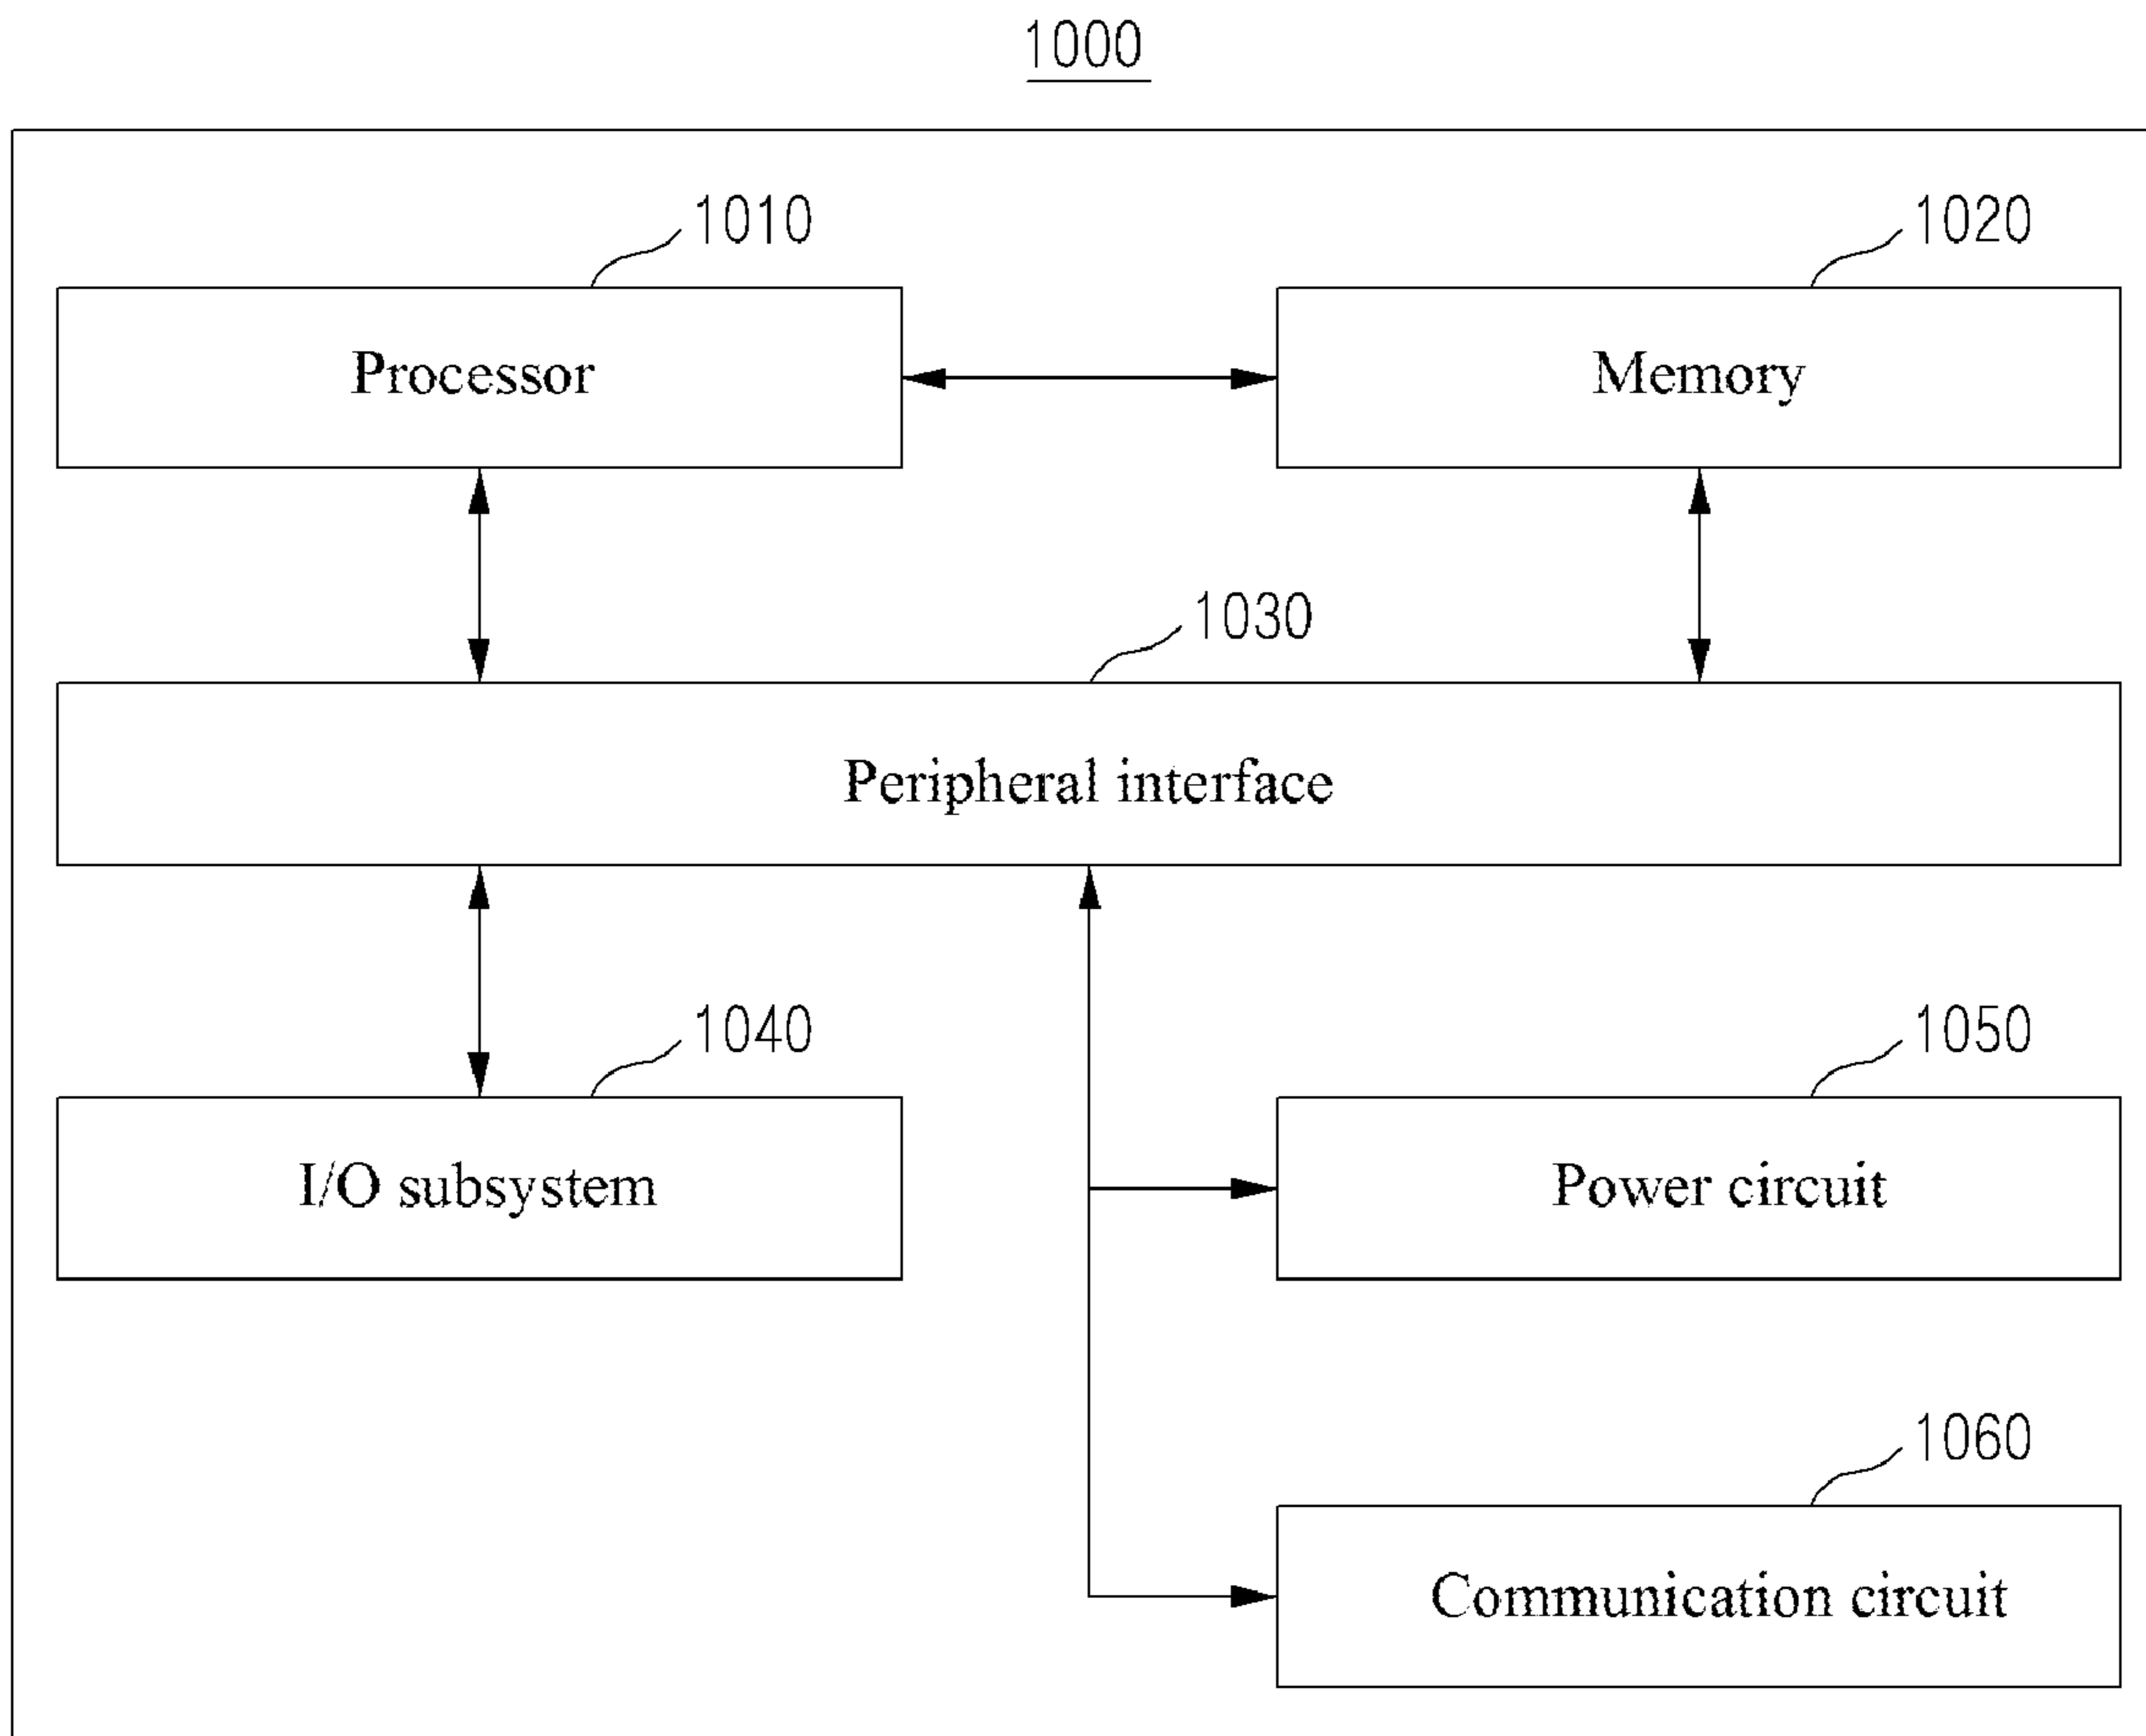 1000
1010
1020
Processor
Memory
1030
Peripheral interface
1040
1050
I/O subsystem
Power circuit
1060
Communication circuit